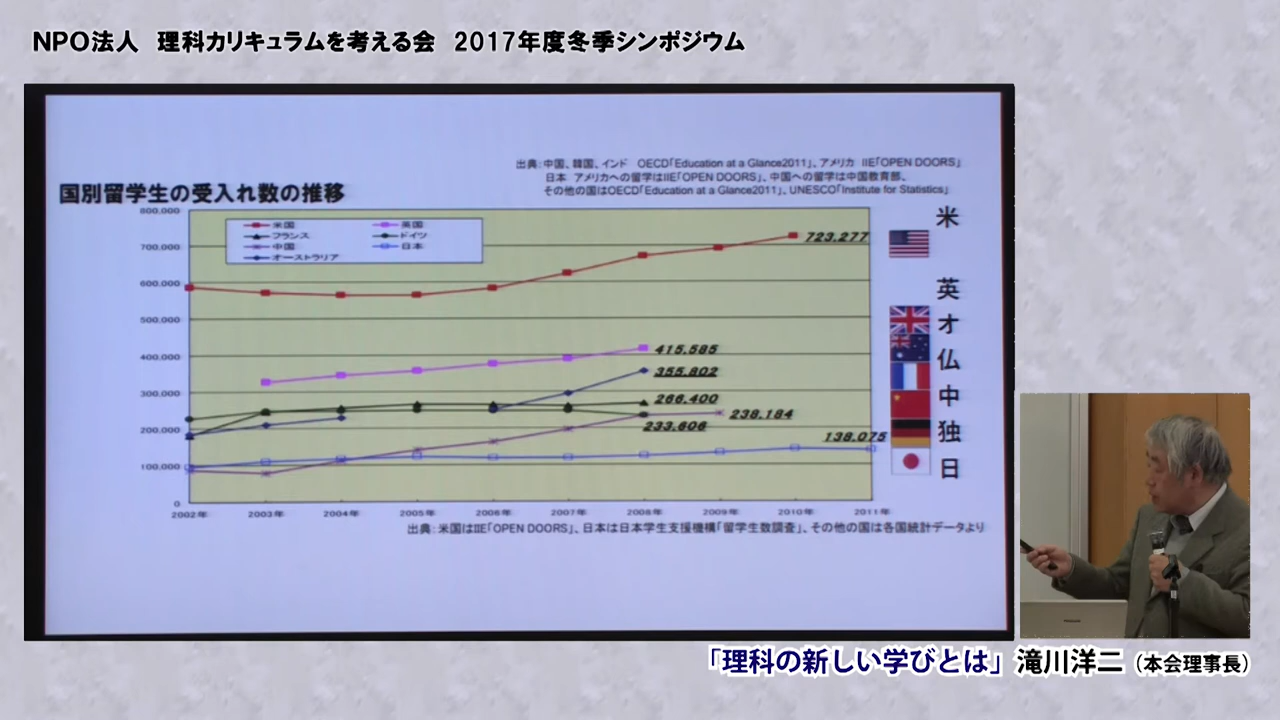 NPO法人 理科カリキュラムを考える会 2017年度冬季シンポジウム
出典：中国、韓国、インド OECD「Education at a Glance2011」、アメリカ IIE「OPEN DOORS」
日本 アメリカへの留学はIIE「OPEN DOORS」、中国への留学は中国教育部、
その他の国はOECD「Education at a Glance2011」、UNESCO「Institute for Statistics」
国別留学生の受入れ数の推移
800,000
700,000
600,000
500,000
400,000
300,000
200,000
100,000
0
米国 英国
フランス ドイツ
中国 日本
オーストラリア
723,277
415,585
355,802
266,400
238,184
233,606
138,075
2002年 2003年 2004年 2005年 2006年 2007年 2008年 2009年 2010年 2011年
米
英
オ
仏
中
独
日
出典：米国はIIE「OPEN DOORS」、日本は日本学生支援機構「留学生数調査」、その他の国は各国統計データより
「理科の新しい学びとは」 滝川洋二（本会理事長）